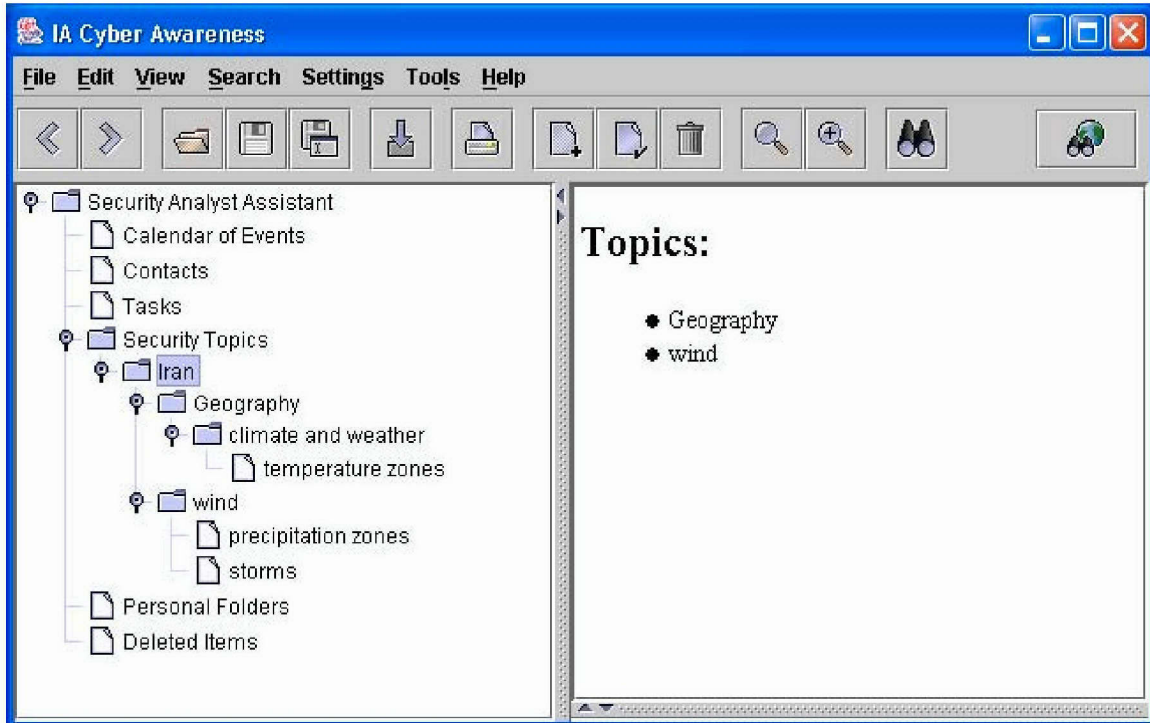 IA Cyber Awareness
File Edit View Search Settings Tools Help
Security Analyst Assistant
Calendar of Events
Contacts
Tasks
Security Topics
Iran
Geography
climate and weather
temperature zones
wind
precipitation zones
storms
Personal Folders
Deleted Items
Topics:
Geography
wind